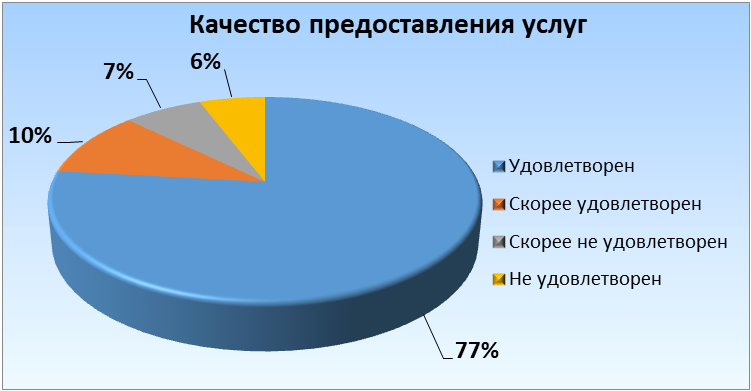 Качество предоставления услуг
6%
7%
10%
Удовлетворен
Скорее удовлетворен
Скорее не удовлетворен
Не удовлетворен
77%